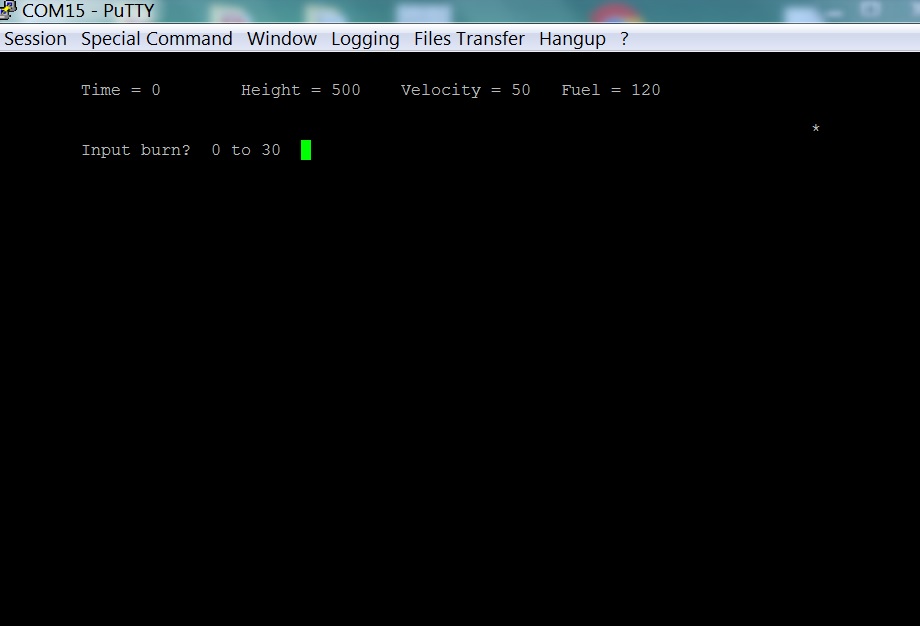 COM15 - PuTTY
Session Special Command Window Logging Files Transfer Hangup ?
Time = 0 Height = 500 Velocity = 50 Fuel = 120
*
Input burn? 0 to 30